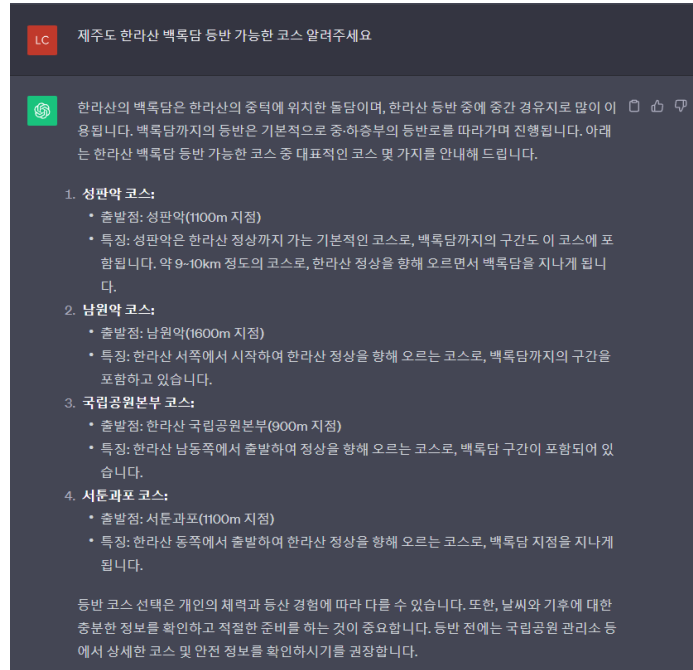 LC
제주도 한라산 백록담 등반 가능한 코스 알려주세요
한라산의 백록담은 한라산의 중턱에 위치한 돌담이며, 한라산 등반 중에 중간 경유지로 많이 이
용됩니다. 백록담까지의 등반은 기본적으로 중·하층부의 등반로를 따라가며 진행됩니다. 아래
는 한라산 백록담 등반 가능한 코스 중 대표적인 코스 몇 가지를 안내해 드립니다.
1. 성판악 코스:
• 출발점: 성판악(1100m 지점)
• 특징: 성판악은 한라산 정상까지 가는 기본적인 코스로, 백록담까지의 구간도 이 코스에 포
함됩니다. 약 9~10km 정도의 코스로, 한라산 정상을 향해 오르면서 백록담을 지나게 됩니
다.
2. 남원악 코스:
• 출발점: 남원악(1600m 지점)
• 특징: 한라산 서쪽에서 시작하여 한라산 정상을 향해 오르는 코스로, 백록담까지의 구간을
포함하고 있습니다.
3. 국립공원본부 코스:
• 출발점: 한라산 국립공원본부(900m 지점)
• 특징: 한라산 남동쪽에서 출발하여 정상을 향해 오르는 코스로, 백록담 구간이 포함되어 있
습니다.
4. 서툰과포 코스:
• 출발점: 서툰과포(1100m 지점)
• 특징: 한라산 동쪽에서 출발하여 한라산 정상을 향해 오르는 코스로, 백록담 지점을 지나게
됩니다.
등반 코스 선택은 개인의 체력과 등산 경험에 따라 다를 수 있습니다. 또한, 날씨와 기후에 대한
충분한 정보를 확인하고 적절한 준비를 하는 것이 중요합니다. 등반 전에는 국립공원 관리소 등
에서 상세한 코스 및 안전 정보를 확인하시기를 권장합니다.